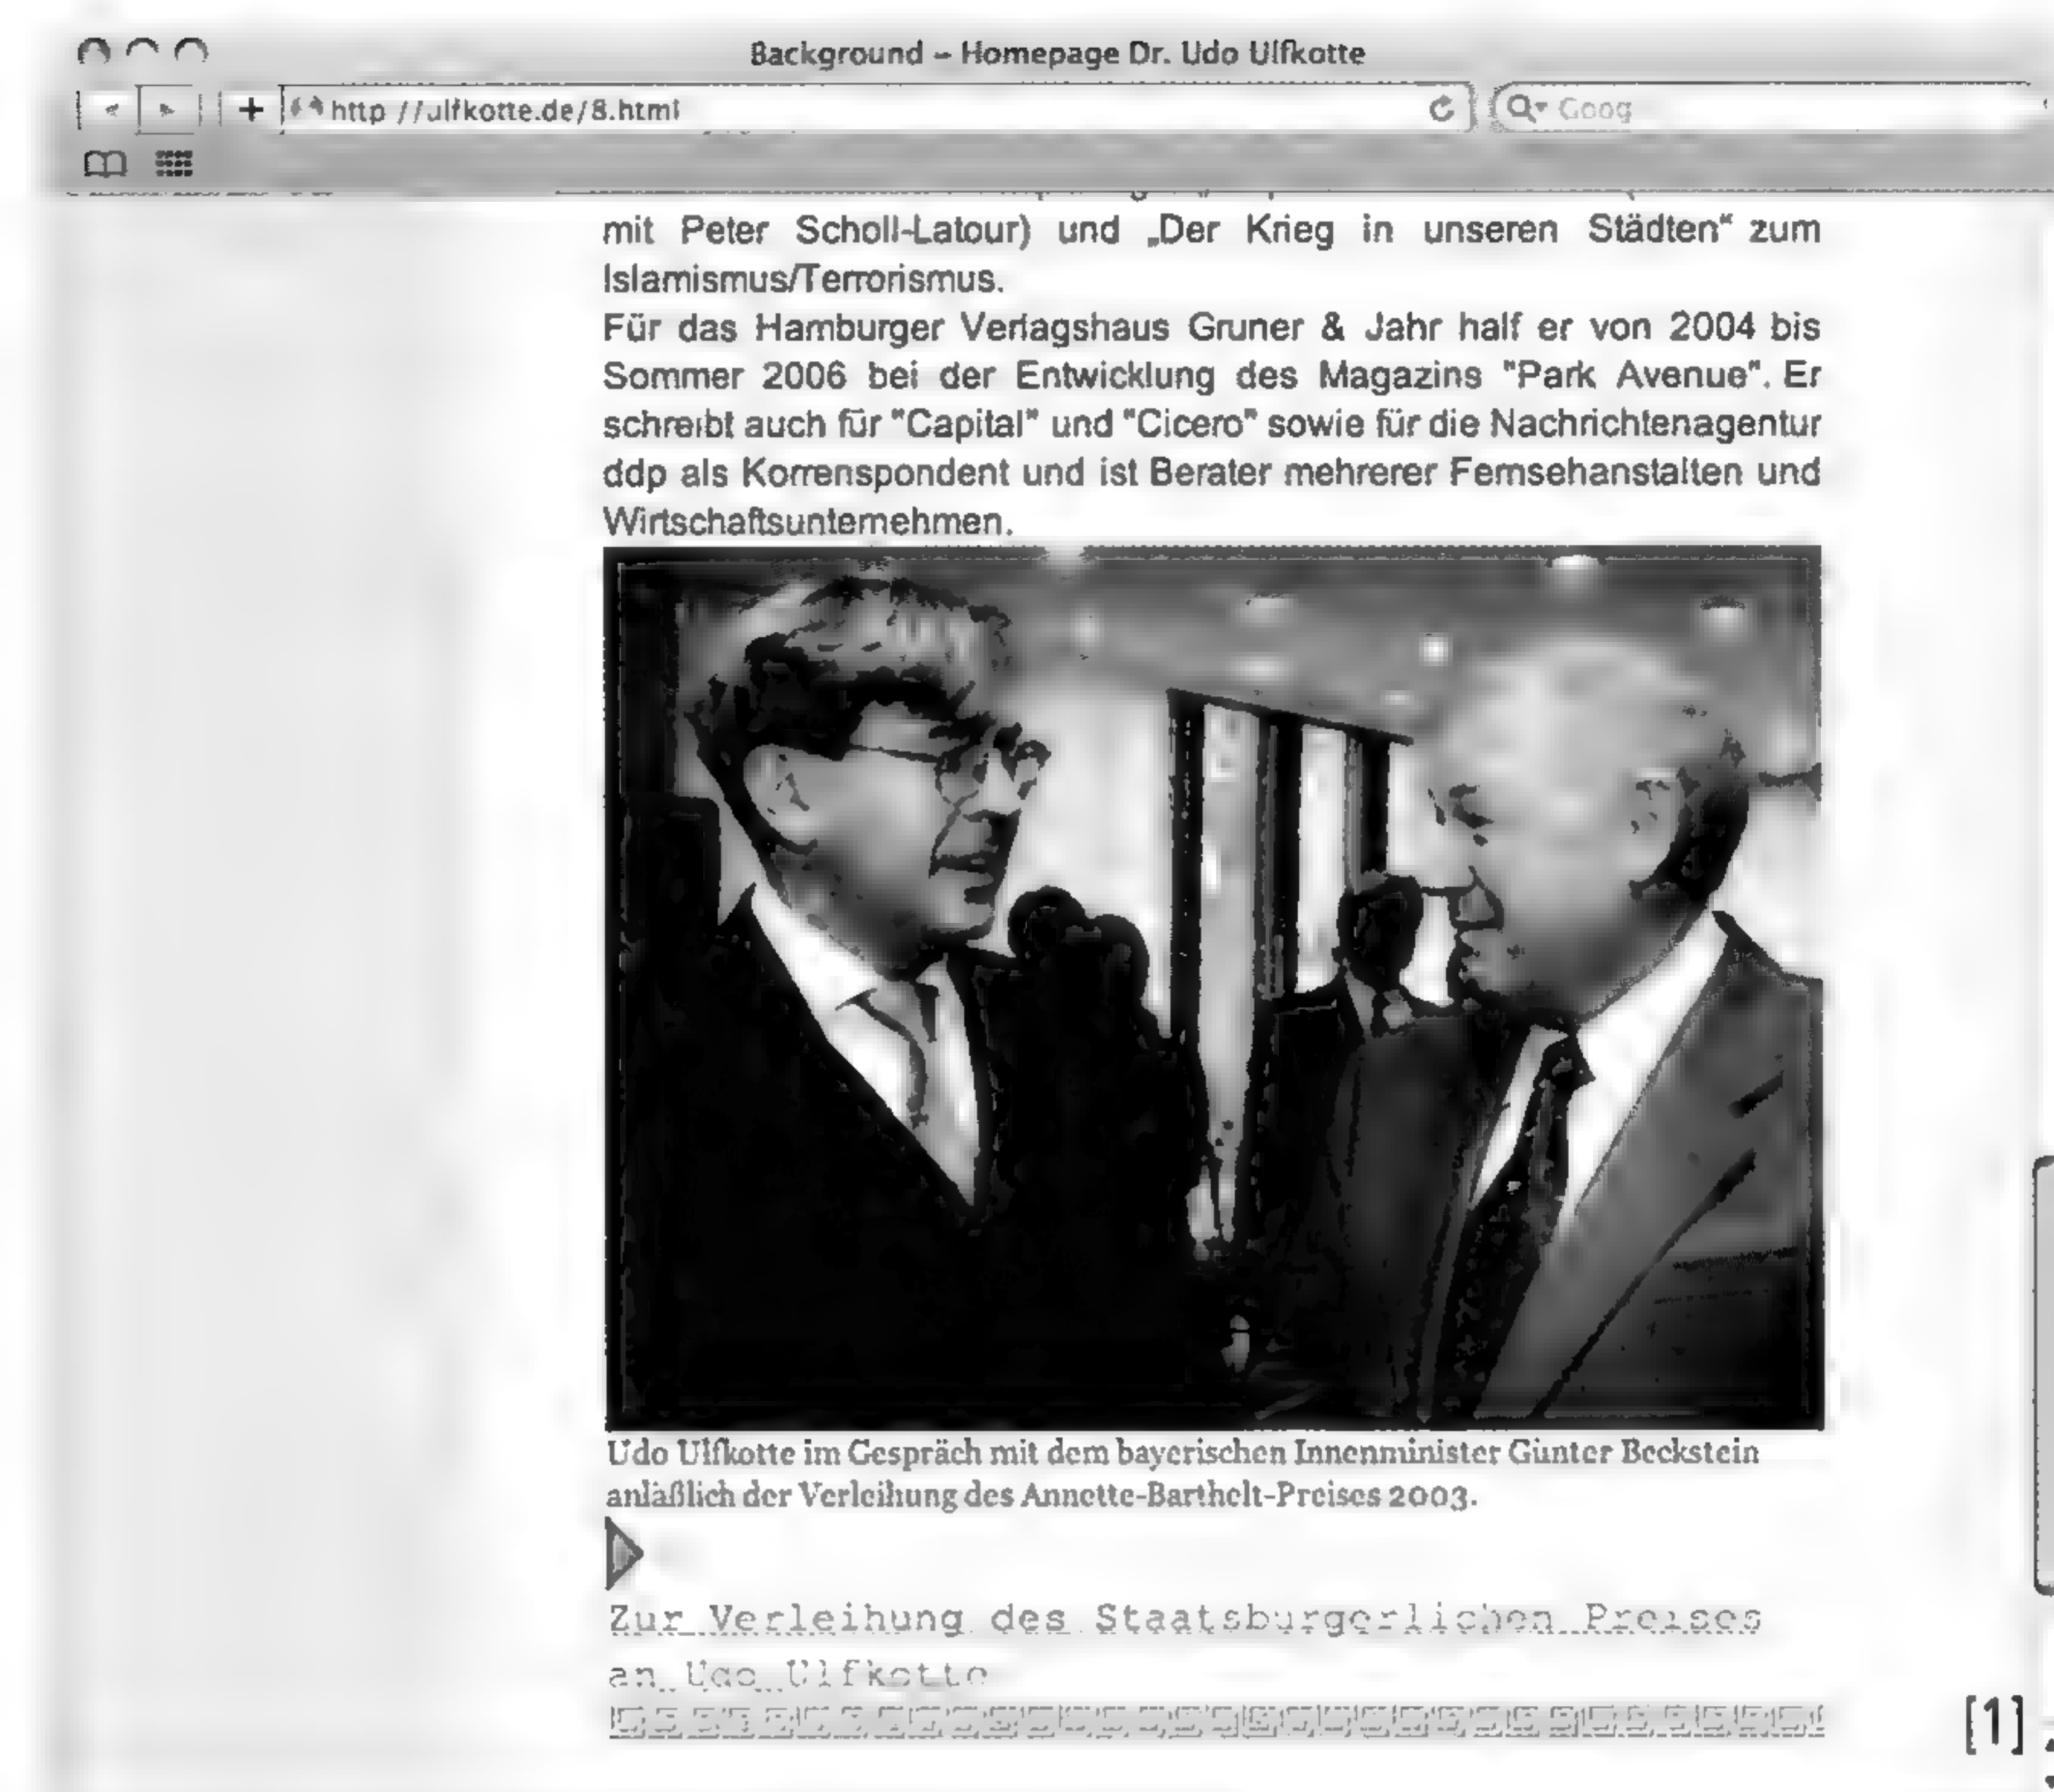 Background – Homepage Dr. Udo Ulfkotte
http //ulfkotte.de/8.html
Goog
mit Peter Scholl-Latour) und „Der Krieg in unseren Städten“ zum
Islamismus/Terrorismus.
Für das Hamburger Verlagshaus Gruner & Jahr half er von 2004 bis
Sommer 2006 bei der Entwicklung des Magazins "Park Avenue". Er
schreibt auch für "Capital" und "Cicero" sowie für die Nachrichtenagentur
ddp als Korrenspondent und ist Berater mehrerer Fernsehanstalten und
Wirtschaftsunternehmen.
Udo Ulfkotte im Gespräch mit dem bayerischen Innenminister Günter Beckstein
anläßlich der Verleihung des Annette-Barthelt-Preises 2003.
Zur Verleihung des Staatsbürgerlichen Preises
an Udo Ulfkotte
[1]